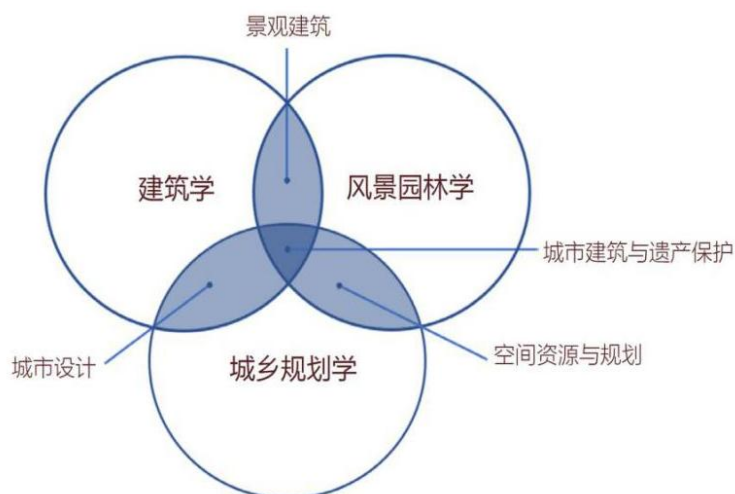 景观建筑
建筑学
风景园林学
城市建筑与遗产保护
城市设计
城乡规划学
空间资源与规划